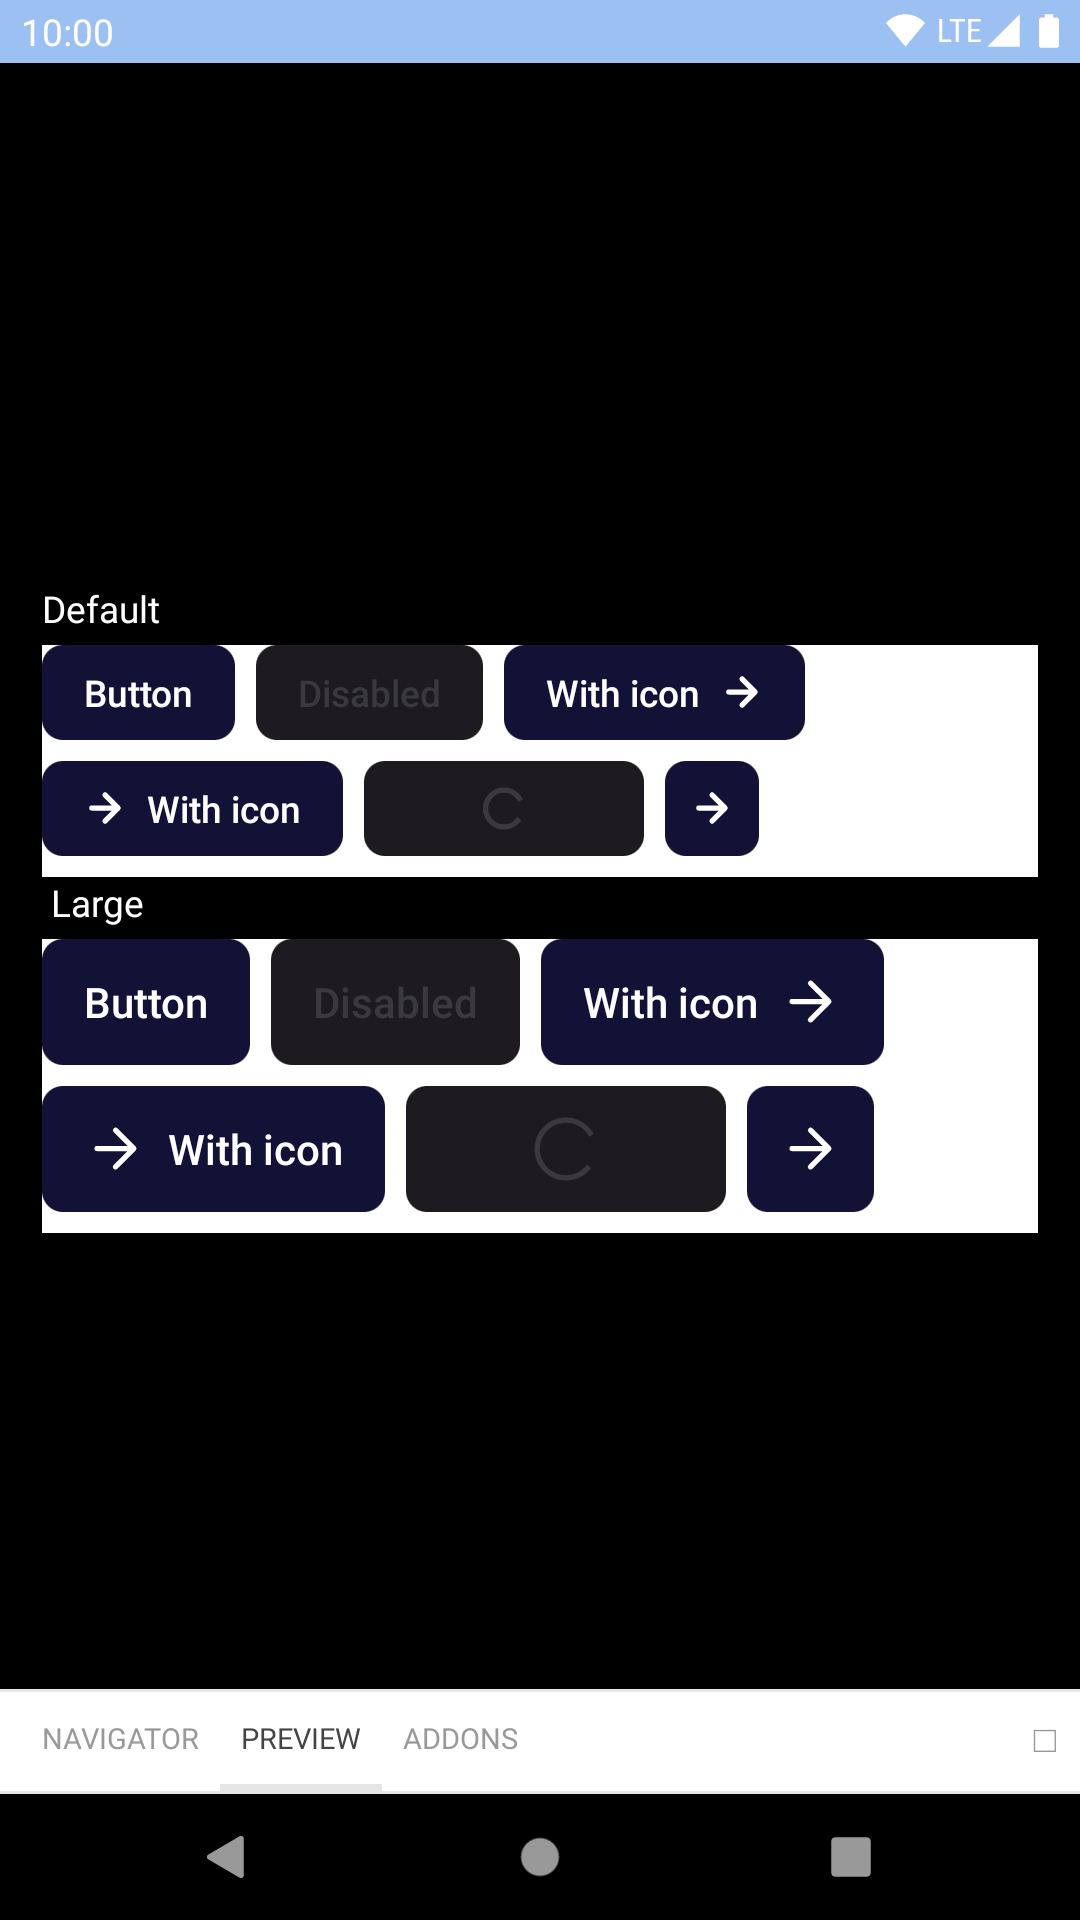 10:00 LTE
Default
Button Disabled With icon
With icon
Large
Button Disabled With icon
With icon
NAVIGATOR PREVIEW ADDONS